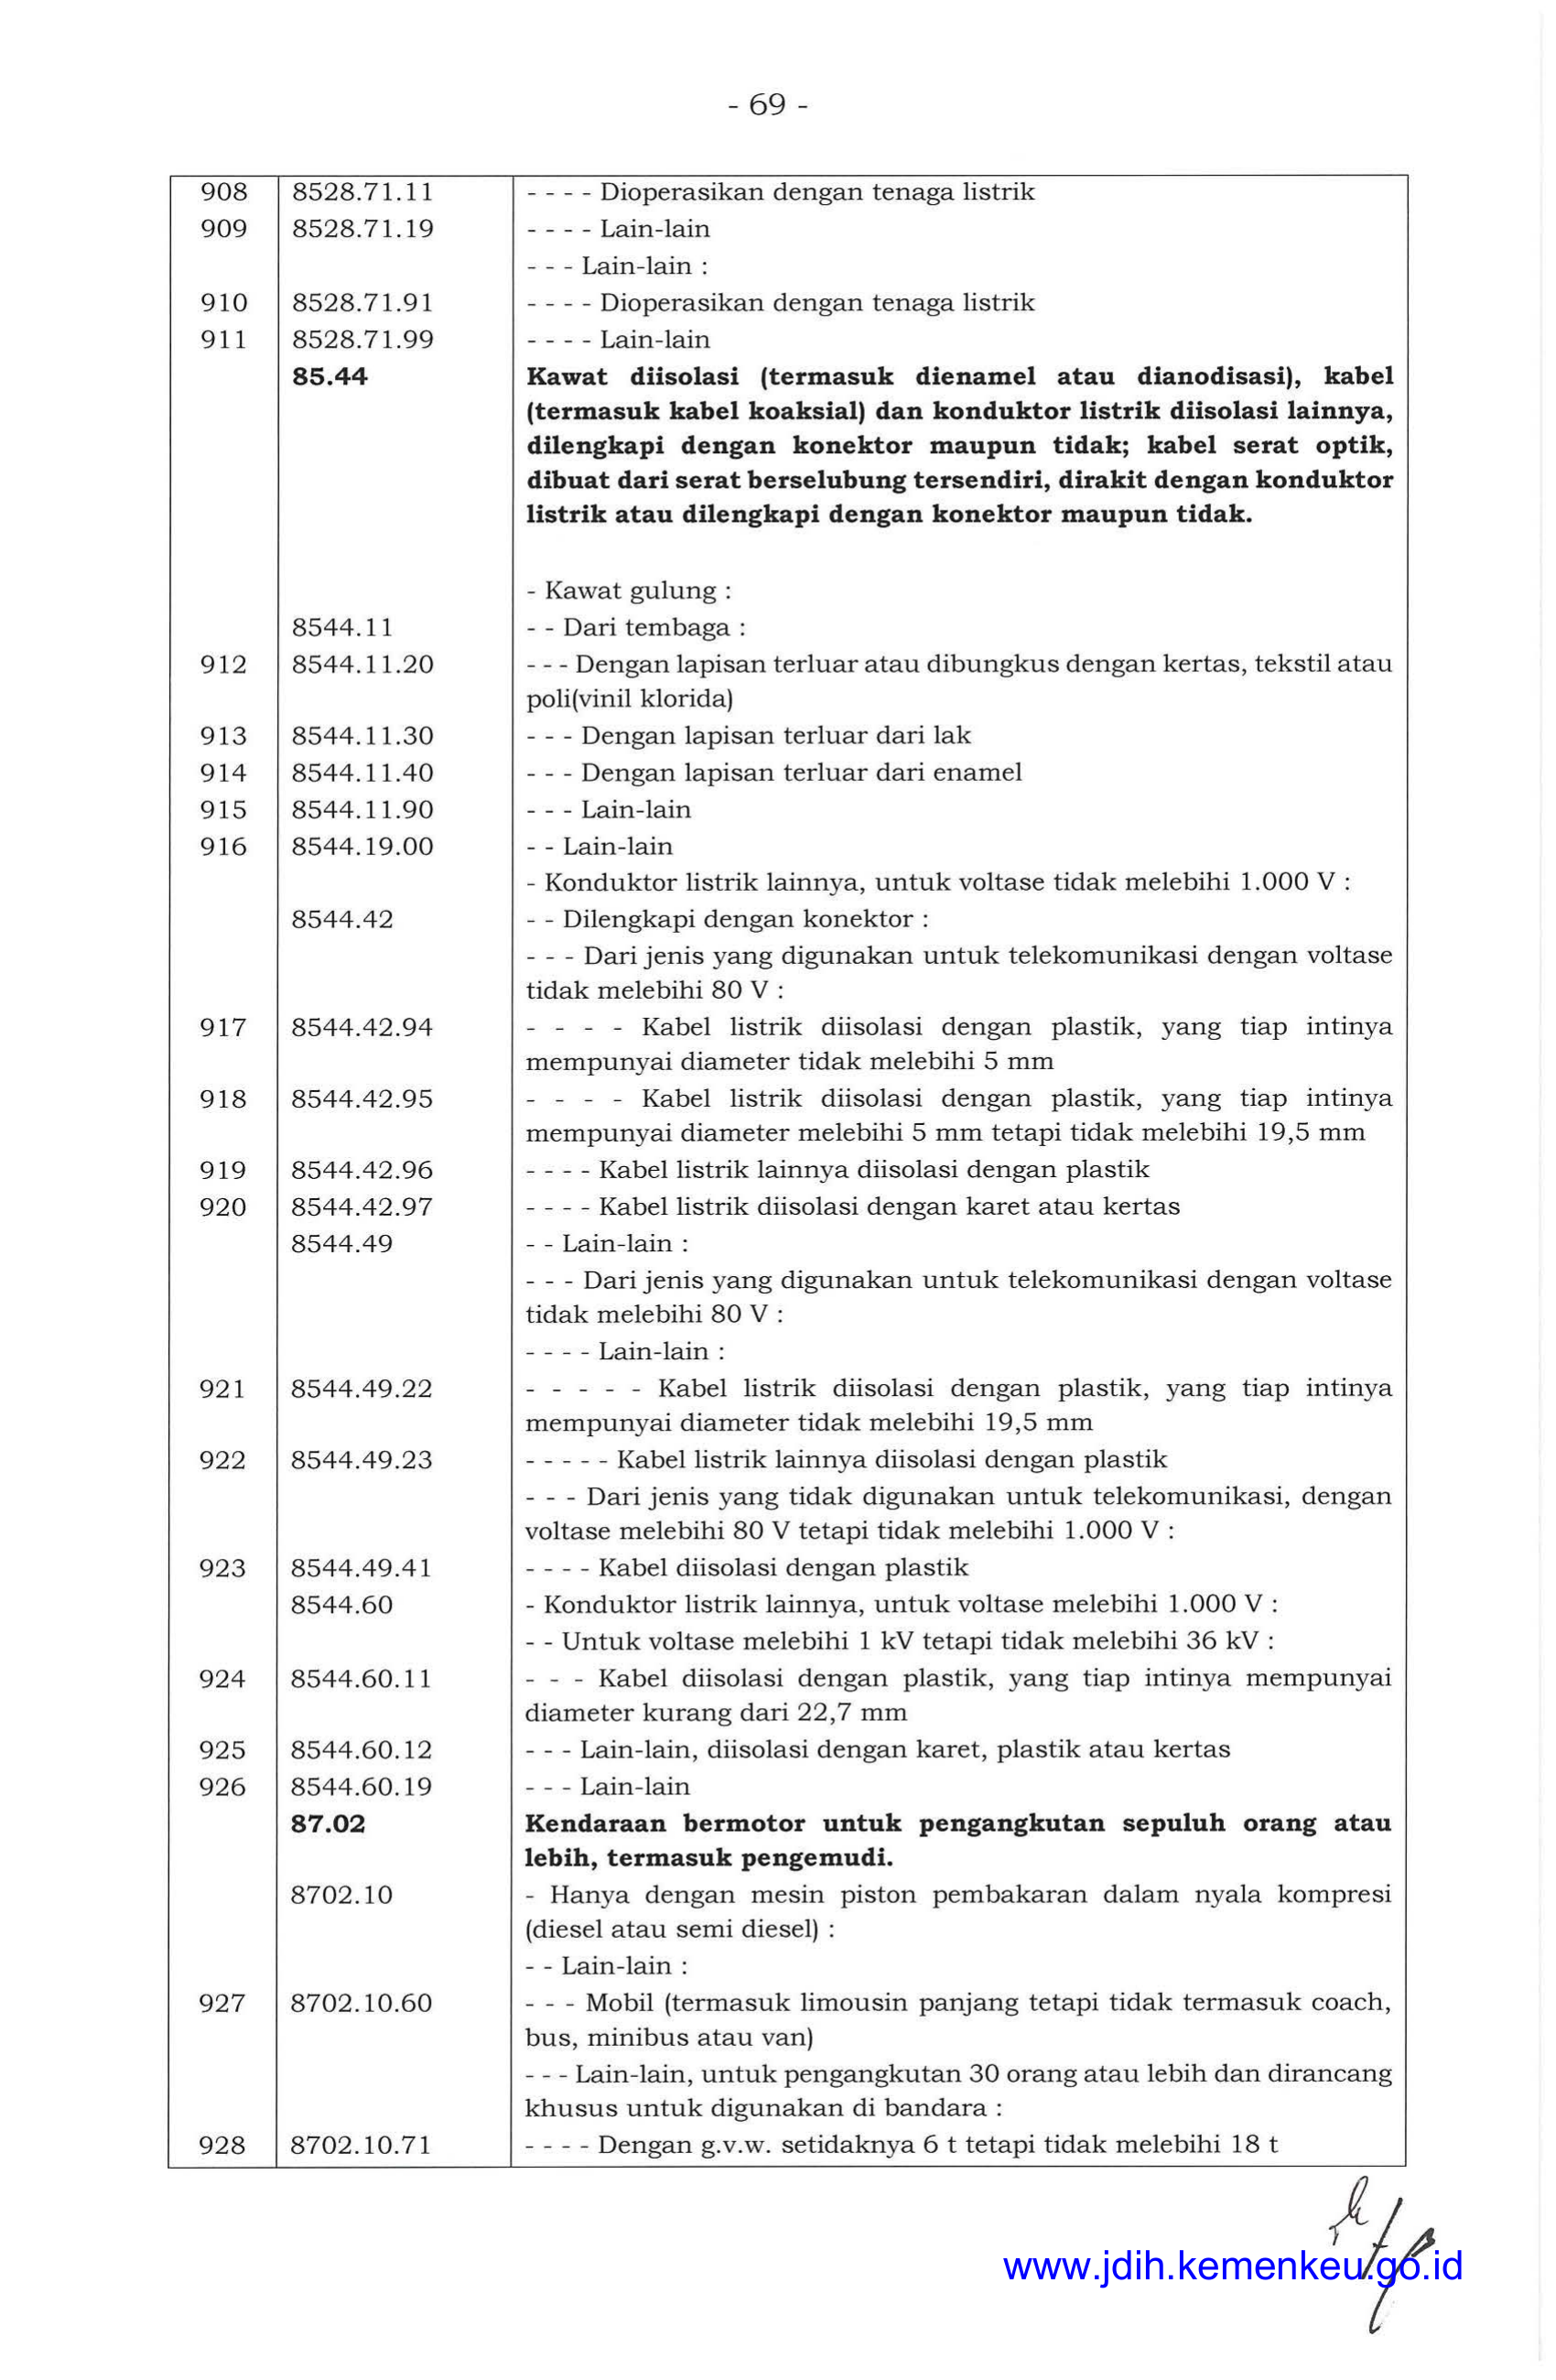 - 69 -
908 8528.71.11 - - - - Dioperasikan dengan tenaga listrik
909 8528.71.19 - - - - Lain-lain
- - - Lain-lain :
910 8528.71.91 - - - - Dioperasikan dengan tenaga listrik
911 8528.71.99 - - - - Lain-lain
85.44 Kawat diisolasi (termasuk dienamel atau dianodisasi), kabel
(termasuk kabel koaksial) dan konduktor listrik diisolasi lainnya,
dilengkapi dengan konektor maupun tidak; kabel serat optik,
dibuat dari serat berselubung tersendiri, dirakit dengan konduktor
listrik atau dilengkapi dengan konektor maupun tidak.
- Kawat gulung :
8544.11 - - Dari tembaga :
912 8544.11.20 - - - Dengan lapisan terluar atau dibungkus dengan kertas, tekstil atau
poli(vinil klorida)
913 8544.11.30 - - - Dengan lapisan terluar dari lak
914 8544.11.40 - - - Dengan lapisan terluar dari enamel
915 8544.11.90 - - - Lain-lain
916 8544.19.00 - - Lain-lain
- Konduktor listrik lainnya, untuk voltase tidak melebihi 1.000 V :
8544.42 - - Dilengkapi dengan konektor :
- - - Dari jenis yang digunakan untuk telekomunikasi dengan voltase
tidak melebihi 80 V :
917 8544.42.94 - - - - Kabel listrik diisolasi dengan plastik, yang tiap intinya
mempunyai diameter tidak melebihi 5 mm
918 8544.42.95 - - - - Kabel listrik diisolasi dengan plastik, yang tiap intinya
mempunyai diameter melebihi 5 mm tetapi tidak melebihi 19,5 mm
919 8544.42.96 - - - - Kabel listrik lainnya diisolasi dengan plastik
920 8544.42.97 - - - - Kabel listrik diisolasi dengan karet atau kertas
8544.49 - - Lain-lain :
- - - Dari jenis yang digunakan untuk telekomunikasi dengan voltase
tidak melebihi 80 V :
- - - - Lain-lain :
921 8544.49.22 - - - - - Kabel listrik diisolasi dengan plastik, yang tiap intinya
mempunyai diameter tidak melebihi 19,5 mm
922 8544.49.23 - - - - - Kabel listrik lainnya diisolasi dengan plastik
- - - Dari jenis yang tidak digunakan untuk telekomunikasi, dengan
voltase melebihi 80 V tetapi tidak melebihi 1.000 V :
923 8544.49.41 - - - - Kabel diisolasi dengan plastik
8544.60 - Konduktor listrik lainnya, untuk voltase melebihi 1.000 V :
- - Untuk voltase melebihi 1 kV tetapi tidak melebihi 36 kV :
924 8544.60.11 - - - Kabel diisolasi dengan plastik, yang tiap intinya mempunyai
diameter kurang dari 22,7 mm
925 8544.60.12 - - - Lain-lain, diisolasi dengan karet, plastik atau kertas
926 8544.60.19 - - - Lain-lain
87.02 Kendaraan bermotor untuk pengangkutan sepuluh orang atau
lebih, termasuk pengemudi.
8702.10 - Hanya dengan mesin piston pembakaran dalam nyala kompresi
(diesel atau semi diesel) :
- - Lain-lain :
927 8702.10.60 - - - Mobil (termasuk limousin panjang tetapi tidak termasuk coach,
bus, minibus atau van)
- - - Lain-lain, untuk pengangkutan 30 orang atau lebih dan dirancang
khusus untuk digunakan di bandara :
928 8702.10.71 - - - - Dengan g.v.w. setidaknya 6 t tetapi tidak melebihi 18 t
www.jdih.kemenkeu.go.id